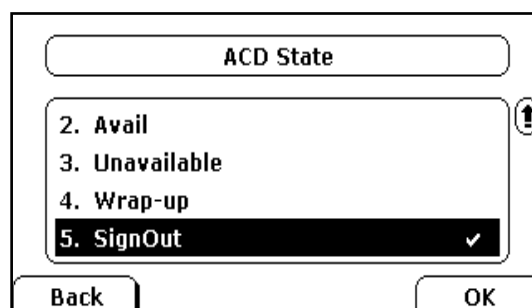 ACD State
2. Avail
3. Unavailable
4. Wrap-up
5. SignOut
Back
OK